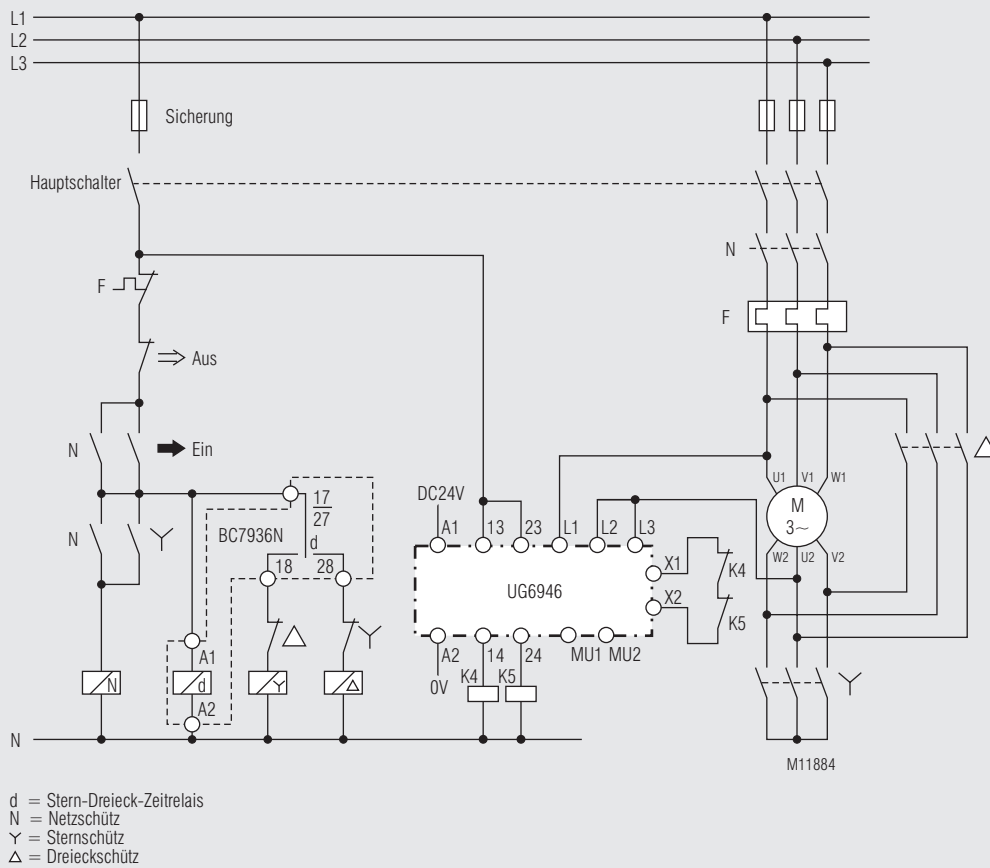 L1
L2
L3
Sicherung
Hauptschalter
N
F
F
Aus
N
Ein
U1 V1 W1
17
27
DC24V
M
3~
BC7936N
A1 13 23 L1 L2 L3
N
d
W2 U2 V2
18 28
X1
K4
UG6946
X2
K5
A1
A2 14 24 MU1 MU2
N
d
Y
Δ
0V
K4 K5
A2
N
M11884
d = Stern-Dreieck-Zeitrelais
N = Netzschütz
Y = Sternschütz
Δ = Dreieckschütz